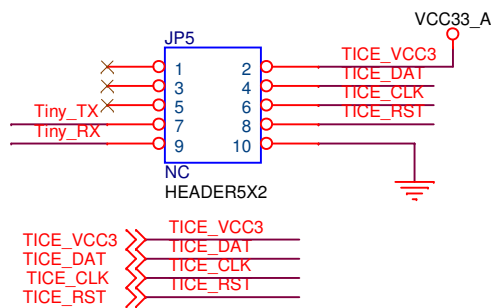 VCC33_A
JP5
1 2 TICE_VCC3
3 4 TICE_DAT
5 6 TICE_CLK
Tiny_TX 7 8 TICE_RST
Tiny_RX 9 10
NC
HEADER5X2
TICE_VCC3 TICE_VCC3
TICE_DAT TICE_DAT
TICE_CLK TICE_CLK
TICE_RST TICE_RST